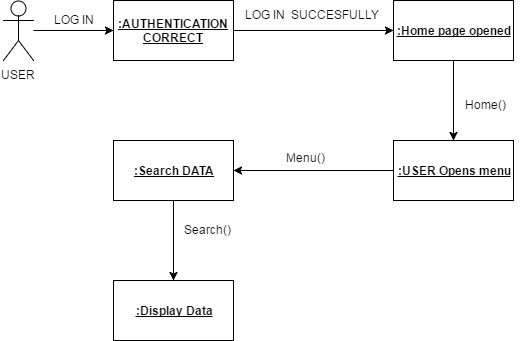 LOG IN
USER
:AUTHENTICATION
CORRECT
LOG IN SUCCESFULLY
:Home page opened
Home()
:USER Opens menu
Menu()
:Search DATA
Search()
:Display Data